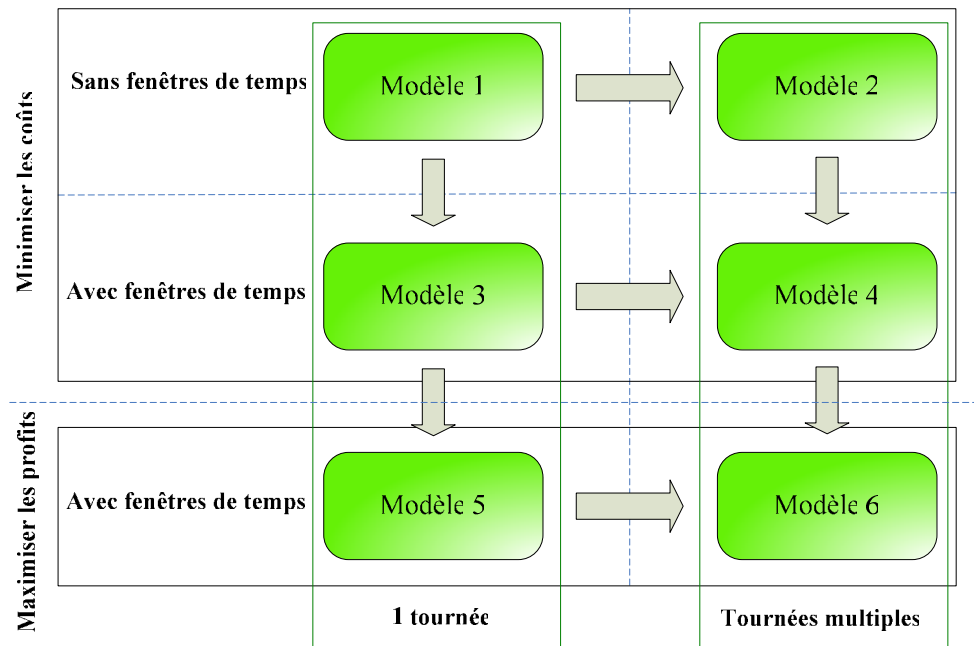 Minimiser les coûts
Sans fenêtres de temps
Modèle 1
Modèle 2
Avec fenêtres de temps
Modèle 3
Modèle 4
Maximiser les profits
Avec fenêtres de temps
Modèle 5
Modèle 6
1 tournée
Tournées multiples